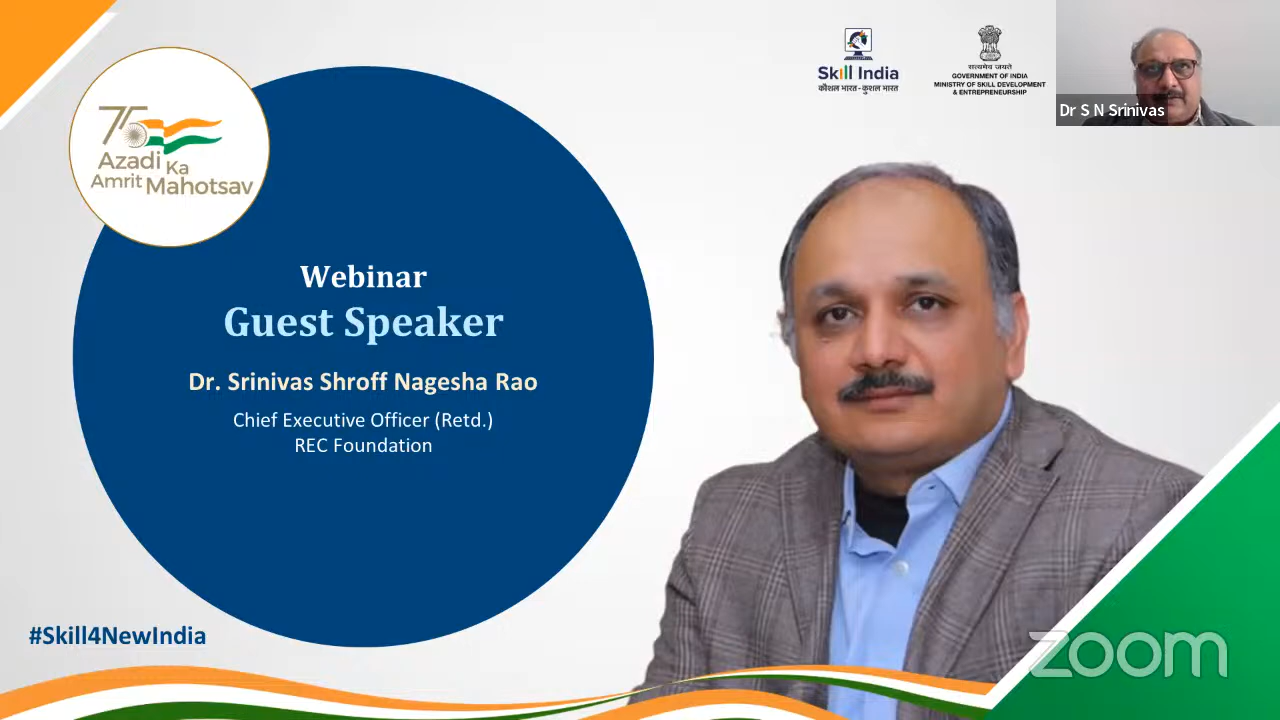 75
Azadi Ka
Amrit Mahotsav
Skill India
कौशल भारत - कुशल भारत
सत्यमेव जयते
GOVERNMENT OF INDIA
MINISTRY OF SKILL DEVELOPMENT
& ENTREPRENEURSHIP
Dr S N Srinivas
Webinar
Guest Speaker
Dr. Srinivas Shroff Nagesha Rao
Chief Executive Officer (Retd.)
REC Foundation
#Skill4NewIndia
zoom